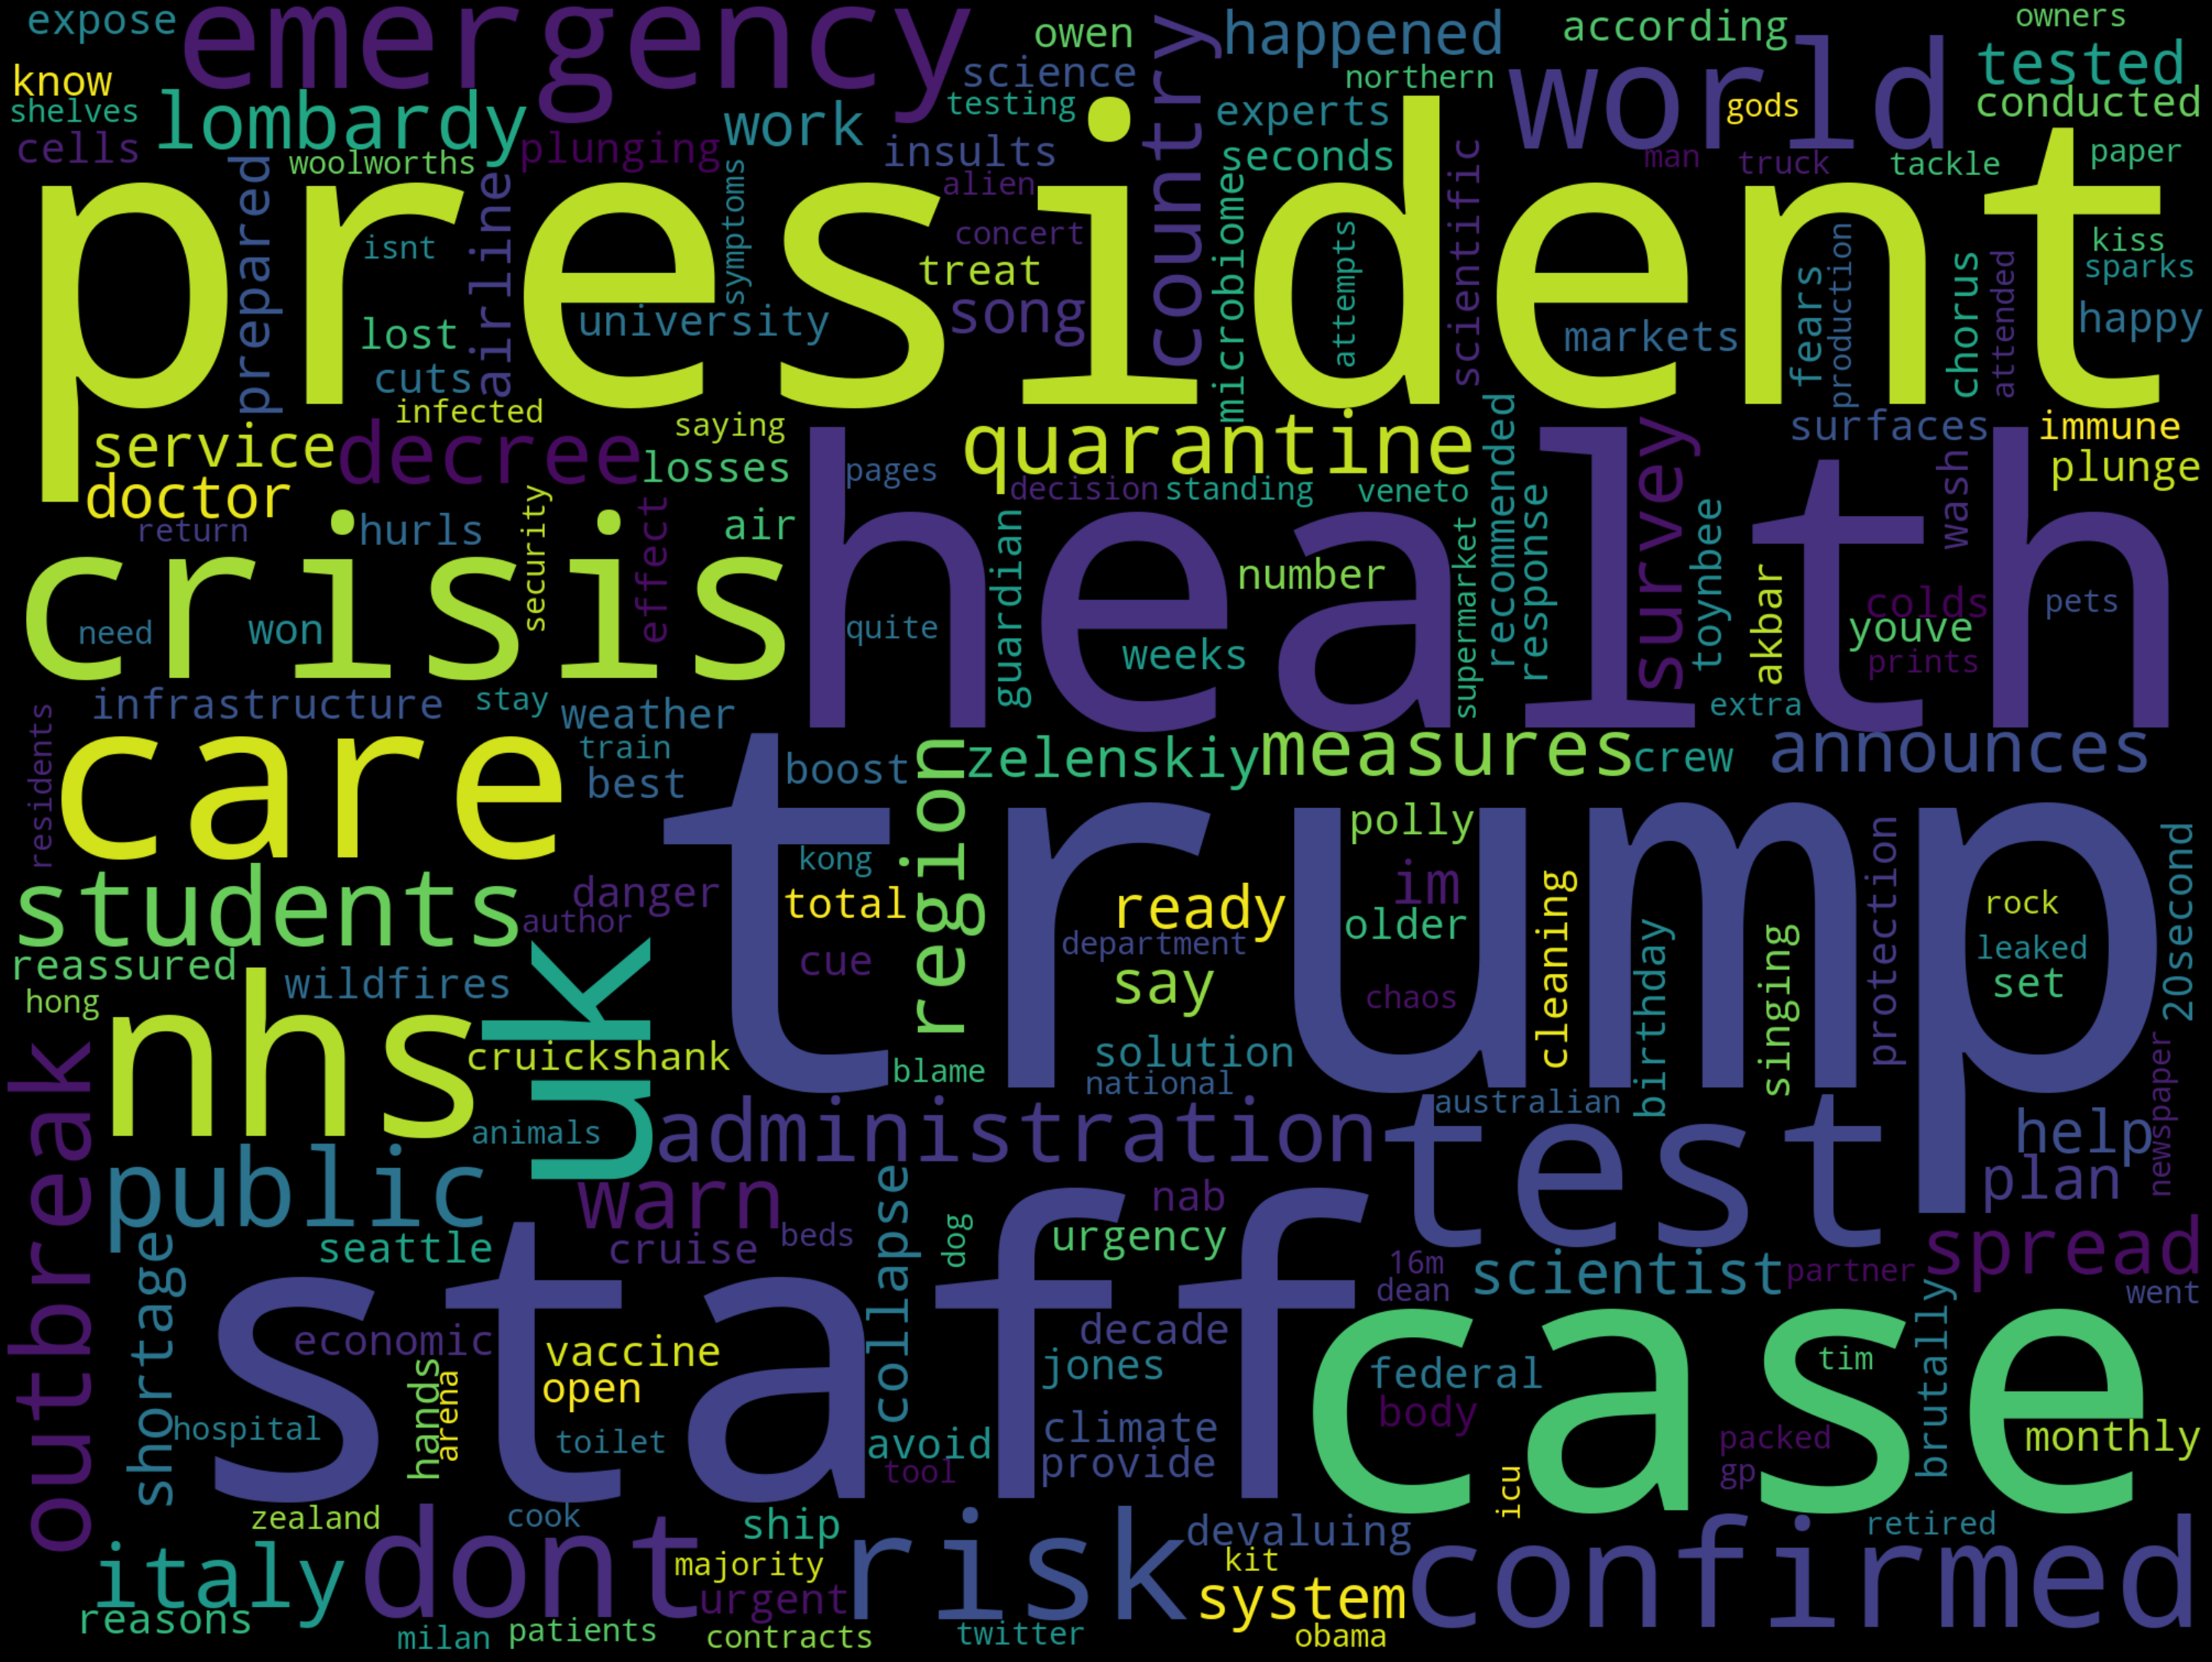 expose
emergency
owen
country
happened
according
owners
know
science
northern
world
tested
shelves
lombardy
testing
experts
gods
conducted
cells
woolworths
plunging
work
insults
seconds
scientific
man
truck
tackle
paper
president
prepared
airline
symptoms
alien
microbiome
isnt
concert
attempts
kiss
treat
fears
production
chorus
attended
sparks
lost
university
song
markets
happy
cuts
infected
service
decree
saying
quarantine
recommended
survey
surfaces
immune
losses
pages
wash
plunge
doctor
security
decision
standing
veneto
return
hurls
effect
air
health
guardian
supermarket
response
toynbee
akbar
crisis
number
colds
pets
need
won
quite
weeks
youve
prints
infrastructure
stay
weather
extra
residents
care
train
region
zelenskiy
measures
crew
announces
best
boost
trump
polly
protection
20second
kong
students
danger
total
ready
im
cleaning
rock
author
older
birthday
singing
reassured
cue
department
leaked
hong
wildfires
uk
say
chaos
set
nhs
outbreak
cruickshank
blame
solution
national
newspaper
animals
administration
australian
test
help
public
warn
collapse
nab
plan
shortage
seattle
cruise
beds
dog
urgency
16m
scientist
partner
spread
dean
brutally
went
staff
economic
vaccine
decade
case
hands
arena
open
jones
federal
tim
body
hospital
toilet
avoid
climate
packed
monthly
tool
provide
icu
gp
zealand
dont
cook
ship
risk
devaluing
retired
italy
majority
kit
confirmed
reasons
urgent
system
milan
patients
contracts
twitter
obama